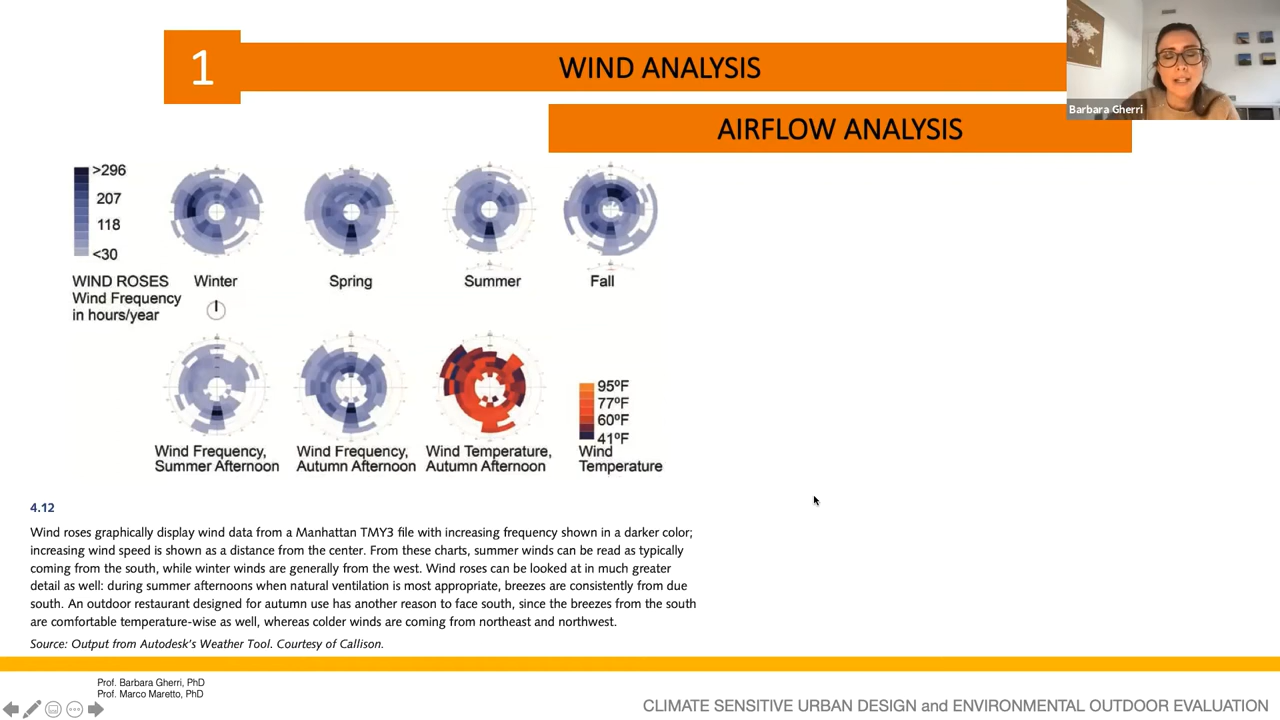 1
WIND ANALYSIS
Barbara Gherri
AIRFLOW ANALYSIS
>296
207
118
<30
WIND ROSES
Wind Frequency
in hours/year
Winter
Spring
Summer
Fall
Wind Frequency,
Summer Afternoon
Wind Frequency,
Autumn Afternoon
Wind Temperature,
Autumn Afternoon
95ºF
77ºF
60ºF
41ºF
Wind
Temperature
4.12
Wind roses graphically display wind data from a Manhattan TMY3 file with increasing frequency shown in a darker color;
increasing wind speed is shown as a distance from the center. From these charts, summer winds can be read as typically
coming from the south, while winter winds are generally from the west. Wind roses can be looked at in much greater
detail as well: during summer afternoons when natural ventilation is most appropriate, breezes are consistently from due
south. An outdoor restaurant designed for autumn use has another reason to face south, since the breezes from the south
are comfortable temperature-wise as well, whereas colder winds are coming from northeast and northwest.
Source: Output from Autodesk's Weather Tool. Courtesy of Callison.
Prof. Barbara Gherri, PhD
Prof. Marco Maretto, PhD
CLIMATE SENSITIVE URBAN DESIGN and ENVIRONMENTAL OUTDOOR EVALUATION